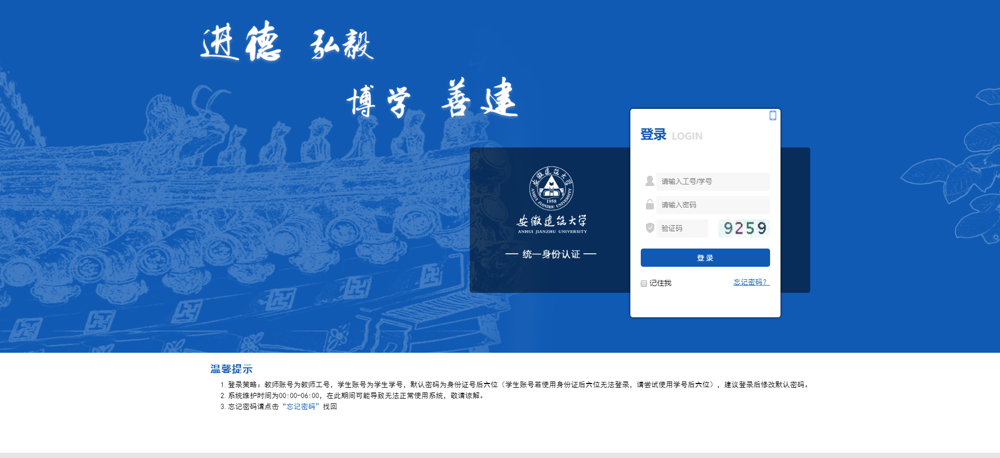 进德 弘毅
博学 善建
登录 LOGIN
安徽建筑大学
ANHUI JIANZHU UNIVERSITY
1958
安徽建筑大学
ANHUI JIANZHU UNIVERSITY
统一身份认证
请输入工号/学号
请输入密码
验证码
9259
登 录
记住我
忘记密码？
温馨提示
1. 登录策略：教师账号为教师工号，学生账号为学生学号，默认密码为身份证号后六位（学生账号若使用身份证后六位无法登录，请尝试使用学号后六位），建议登录后修改默认密码。
2. 系统维护时间为00:00-06:00，在此期间可能导致无法正常使用系统，敬请谅解。
3. 忘记密码请点击“忘记密码”找回